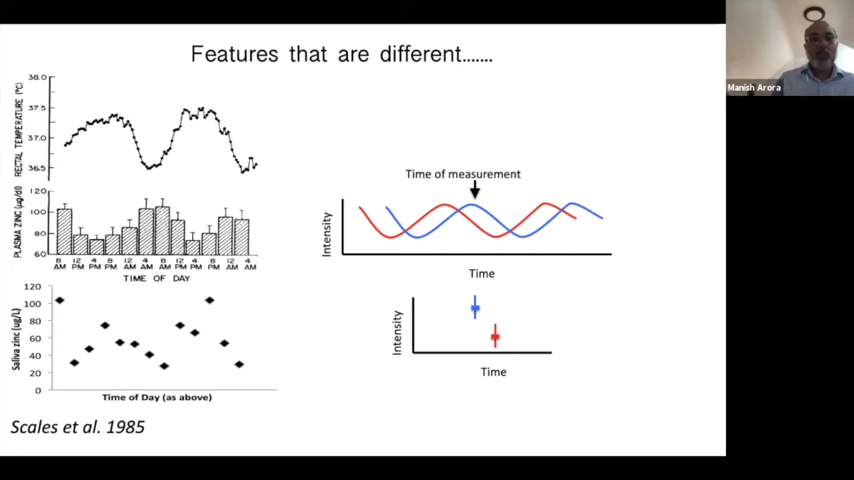 Features that are different.......
Manish Arora
RECTAL TEMPERATURE (°C)
38.0
37.5
37.0
36.5
PLASMA ZINC (ug/dl)
120
100
80
60
8 12 4 8 12 4 8 12 4 8 12 4
AM PM PM PM AM AM AM PM PM PM AM AM
TIME OF DAY
Saliva zinc (ug/L)
120
100
80
60
40
20
0
Time of Day (as above)
Scales et al. 1985
Time of measurement
Intensity
Time
Intensity
Time